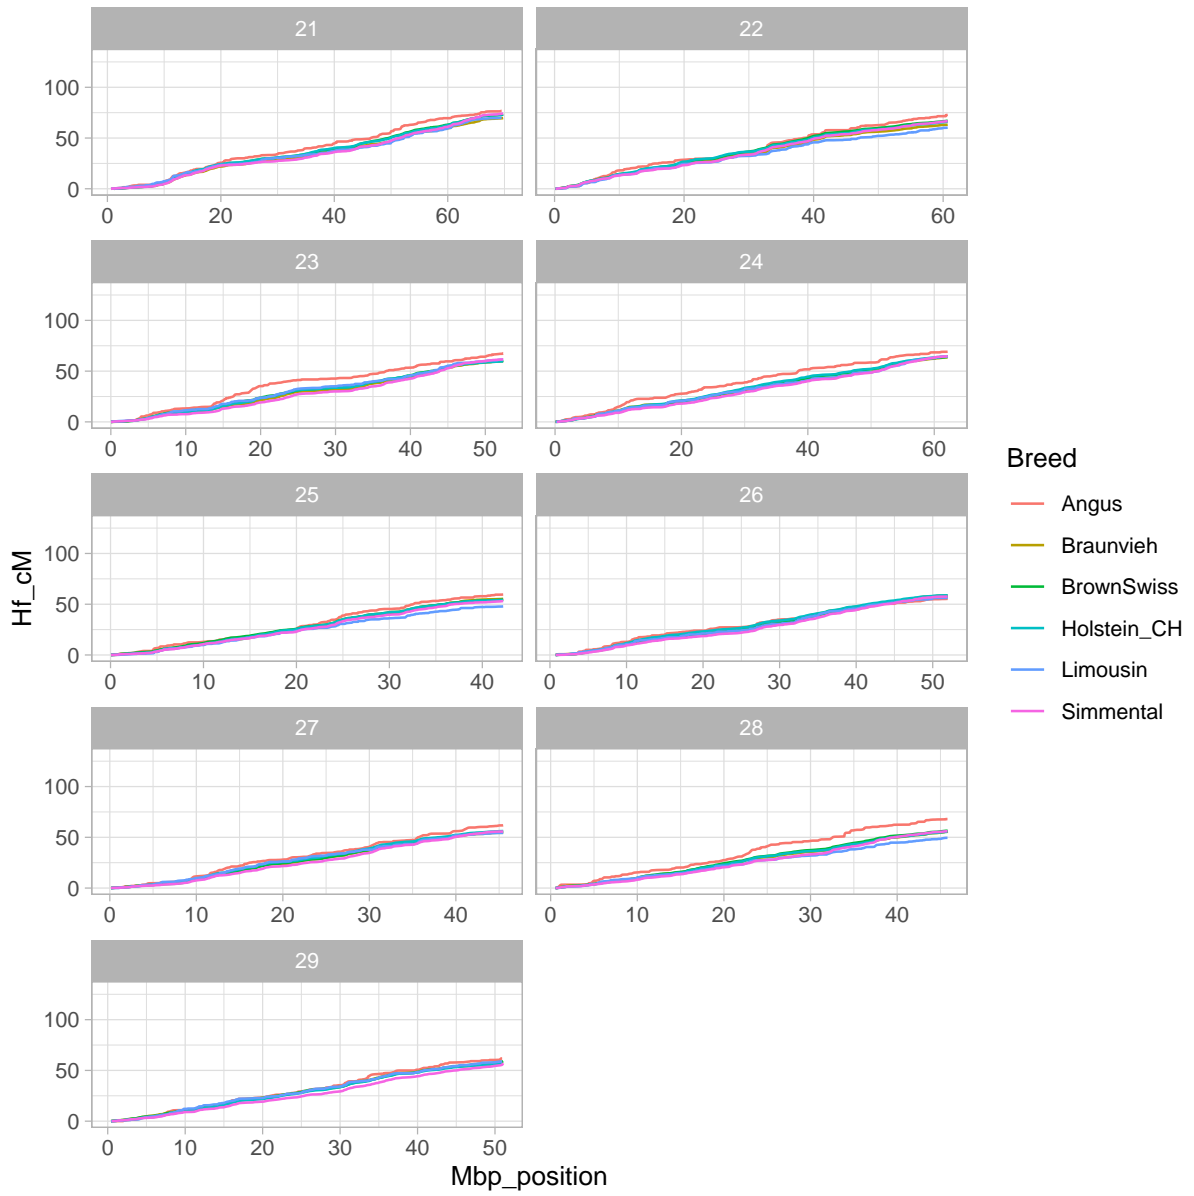 21 22
100
50
0
0 20 40 60 0 20 40 60
23 24
100
50
0
0 10 20 30 40 50 0 20 40 60
25 26
100
50
0
0 10 20 30 40 0 10 20 30 40 50
27 28
100
50
0
0 10 20 30 40 0 10 20 30 40
29
100
50
0
0 10 20 30 40 50
Mbp_position
Hf_cM
Breed
Angus
Braunvieh
BrownSwiss
Holstein_CH
Limousin
Simmental